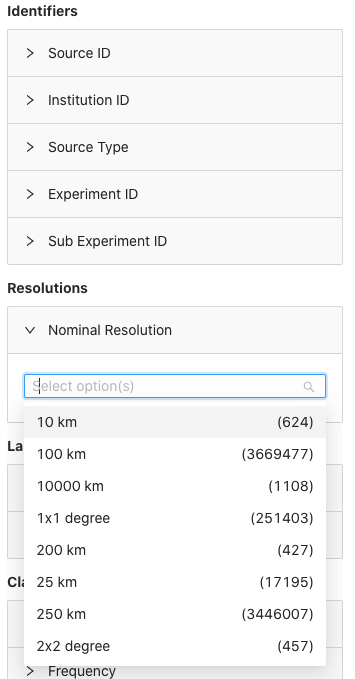 Identifiers
Source ID
Institution ID
Source Type
Experiment ID
Sub Experiment ID
Resolutions
Nominal Resolution
Select option(s)
10 km (624)
La
100 km (3669477)
10000 km (1108)
1x1 degree (251403)
200 km (427)
25 km (17195)
Cla
250 km (3446007)
2x2 degree (457)
Frequency